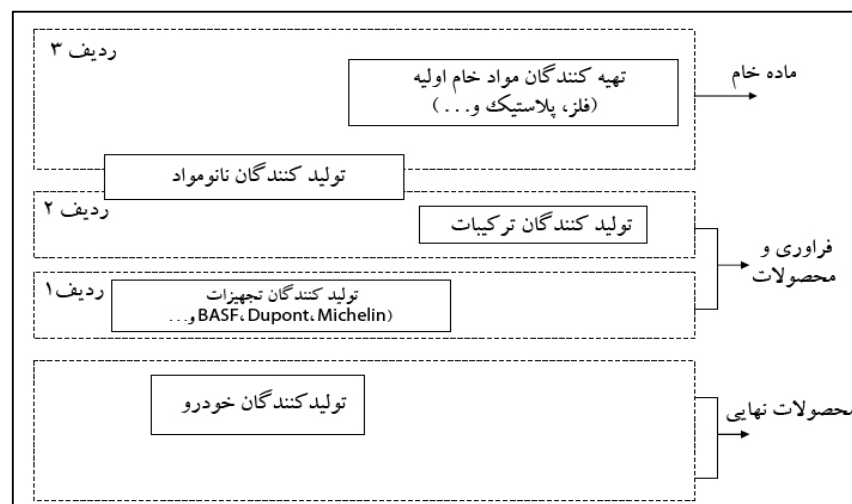 ردیف ۳
تهیه کنندگان مواد خام اولیه
(فلز، پلاستیک و...)
ماده خام
تولید کنندگان نانومواد
ردیف ۲
تولید کنندگان ترکیبات
فراوری و
محصولات
ردیف۱
تولید کنندگان تجهیزات
(BASF، Dupont، Michelin و...
تولیدکنندگان خودرو
محصولات نهایی